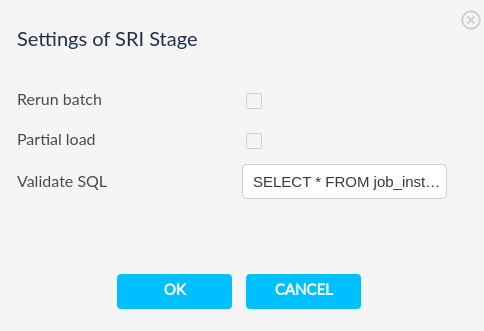 Settings of SRI Stage
Rerun batch
Partial load
Validate SQL
SELECT * FROM job_inst...
OK
CANCEL